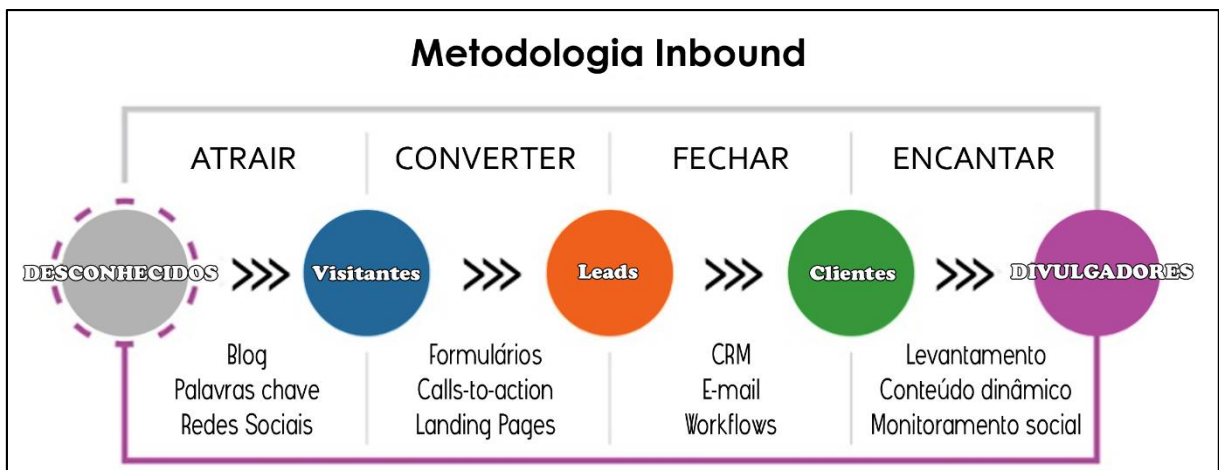 Metodologia Inbound
ATRAIR
CONVERTER
FECHAR
ENCANTAR
DESCONHECIDOS
Visitantes
Leads
Clientes
DIVULGADORES
Blog
Palavras chave
Redes Sociais
Formulários
Calls-to-action
Landing Pages
CRM
E-mail
Workflows
Levantamento
Conteúdo dinâmico
Monitoramento social